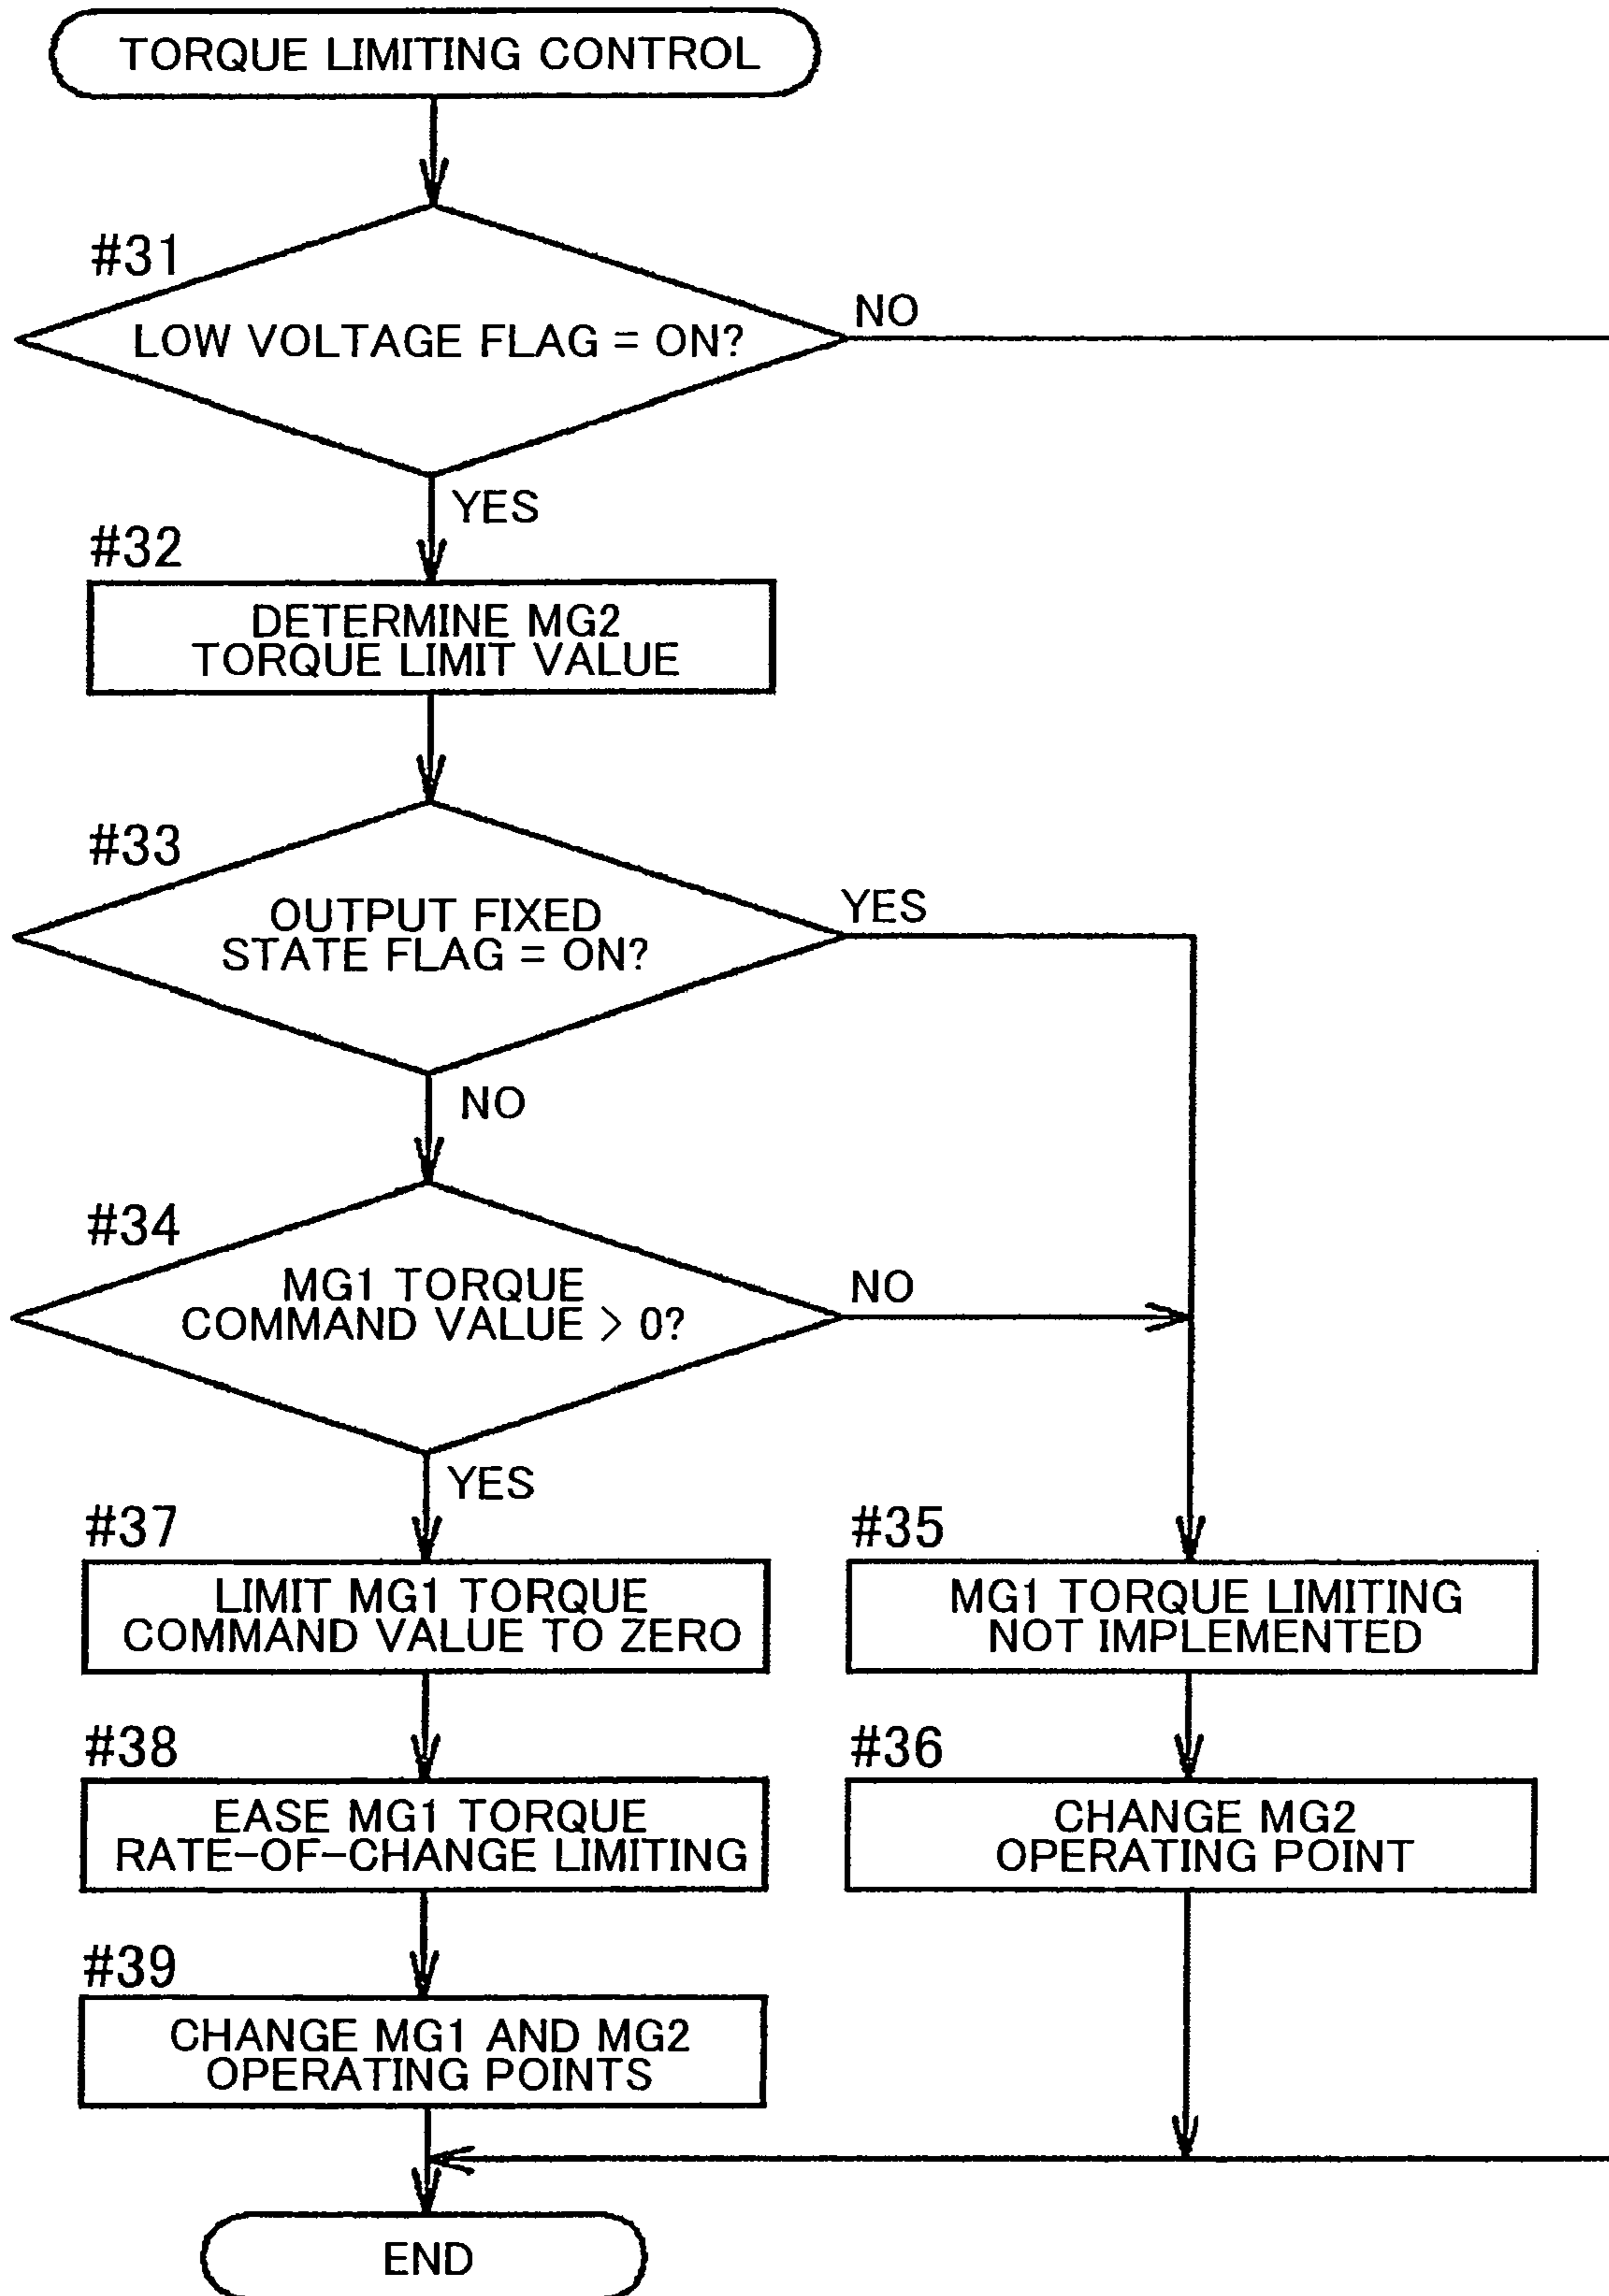 TORQUE LIMITING CONTROL
#31
LOW VOLTAGE FLAG = ON?
NO
YES
#32
DETERMINE MG2
TORQUE LIMIT VALUE
#33
OUTPUT FIXED
STATE FLAG = ON?
YES
NO
#34
MG1 TORQUE
COMMAND VALUE > 0?
NO
YES
#37
LIMIT MG1 TORQUE
COMMAND VALUE TO ZERO
#35
MG1 TORQUE LIMITING
NOT IMPLEMENTED
#38
EASE MG1 TORQUE
RATE-OF-CHANGE LIMITING
#36
CHANGE MG2
OPERATING POINT
#39
CHANGE MG1 AND MG2
OPERATING POINTS
END